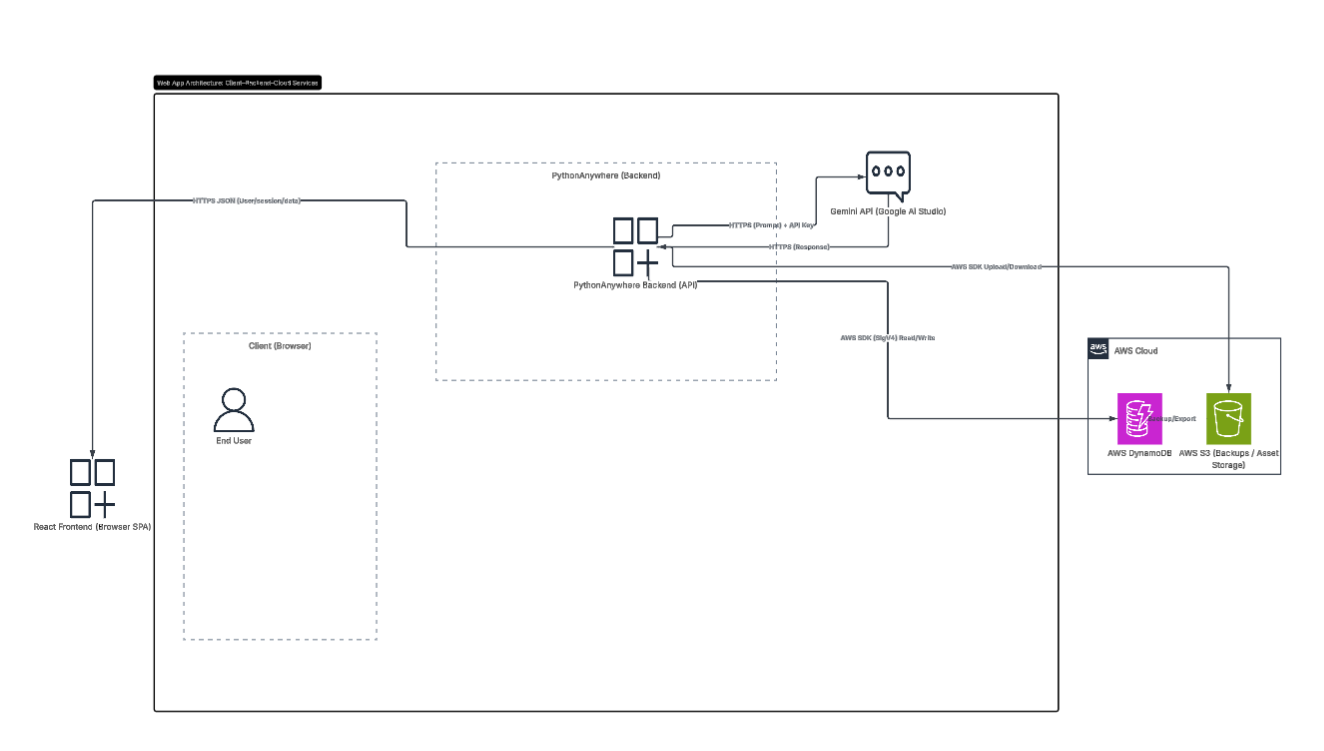 Web App Architecture: Client-Backend-Cloud Services
PythonAnywhere (Backend)
HTTPS JSON (User/session/data)
Gemini API (Google AI Studio)
HTTPS (Prompt) + API Key
HTTPS (Response)
AWS SDK Upload/Download
PythonAnywhere Backend (API)
AWS SDK (SigV4) Read/Write
Client (Browser)
aws
AWS Cloud
End User
Backup/Export
AWS DynamoDB
AWS S3 (Backups / Asset
Storage)
React Frontend (Browser SPA)